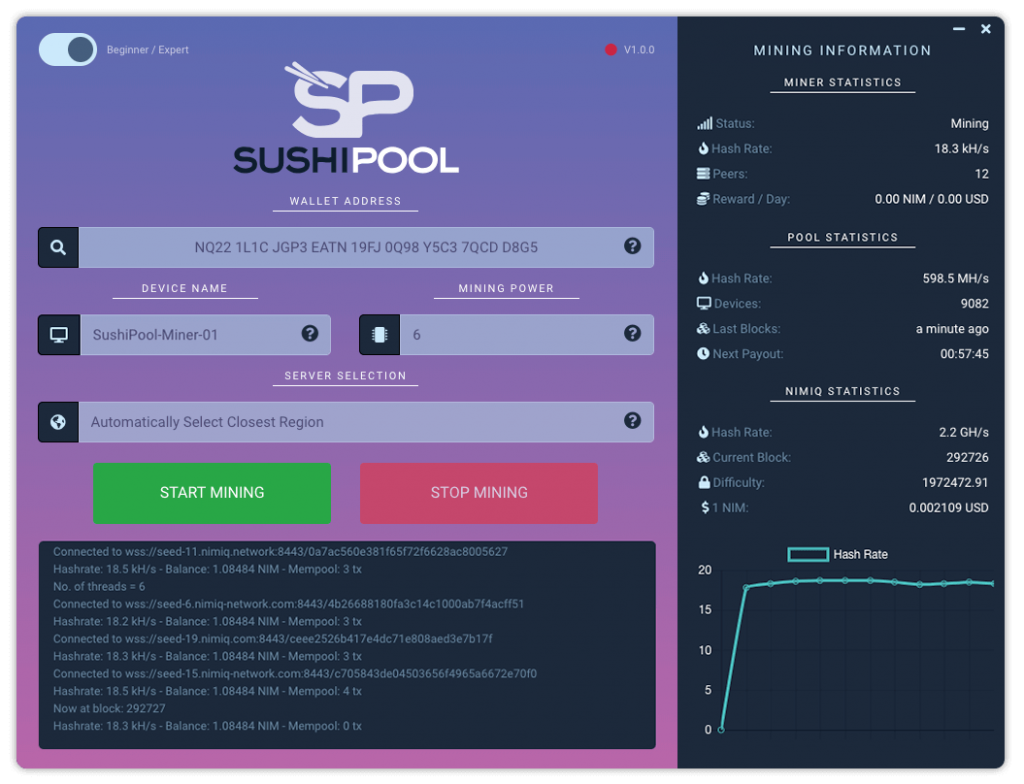 Beginner / Expert
V1.0.0
SP
SUSHIPOOL
WALLET ADDRESS
NQ22 1L1C JGP3 EATN 19FJ 0Q98 Y5C3 7QCD D8G5
DEVICE NAME
MINING POWER
SushiPool-Miner-01
6
SERVER SELECTION
Automatically Select Closest Region
START MINING
STOP MINING
Connected to wss://seed-11.nimiq.network:8443/0a7ac560e381f65f72f6628ac8005627
Hashrate: 18.5 kH/s - Balance: 1.08484 NIM - Mempool: 3 tx
No. of threads = 6
Connected to wss://seed-6.nimiq-network.com:8443/4b26688180fa3c14c1000ab7f4acff51
Hashrate: 18.2 kH/s - Balance: 1.08484 NIM - Mempool: 3 tx
Connected to wss://seed-19.nimiq.com:8443/ceee2526b417e4dc71e808aed3e7b17f
Hashrate: 18.3 kH/s - Balance: 1.08484 NIM - Mempool: 3 tx
Connected to wss://seed-15.nimiq-network.com:8443/c705843de04503656f4965a6672e70f0
Hashrate: 18.5 kH/s - Balance: 1.08484 NIM - Mempool: 4 tx
Now at block: 292727
Hashrate: 18.3 kH/s - Balance: 1.08484 NIM - Mempool: 0 tx
MINING INFORMATION
MINER STATISTICS
Status: Mining
Hash Rate: 18.3 kH/s
Peers: 12
Reward / Day: 0.00 NIM / 0.00 USD
POOL STATISTICS
Hash Rate: 598.5 MH/s
Devices: 9082
Last Blocks: a minute ago
Next Payout: 00:57:45
NIMIQ STATISTICS
Hash Rate: 2.2 GH/s
Current Block: 292726
Difficulty: 1972472.91
1 NIM: 0.002109 USD
Hash Rate
20
15
10
5
0